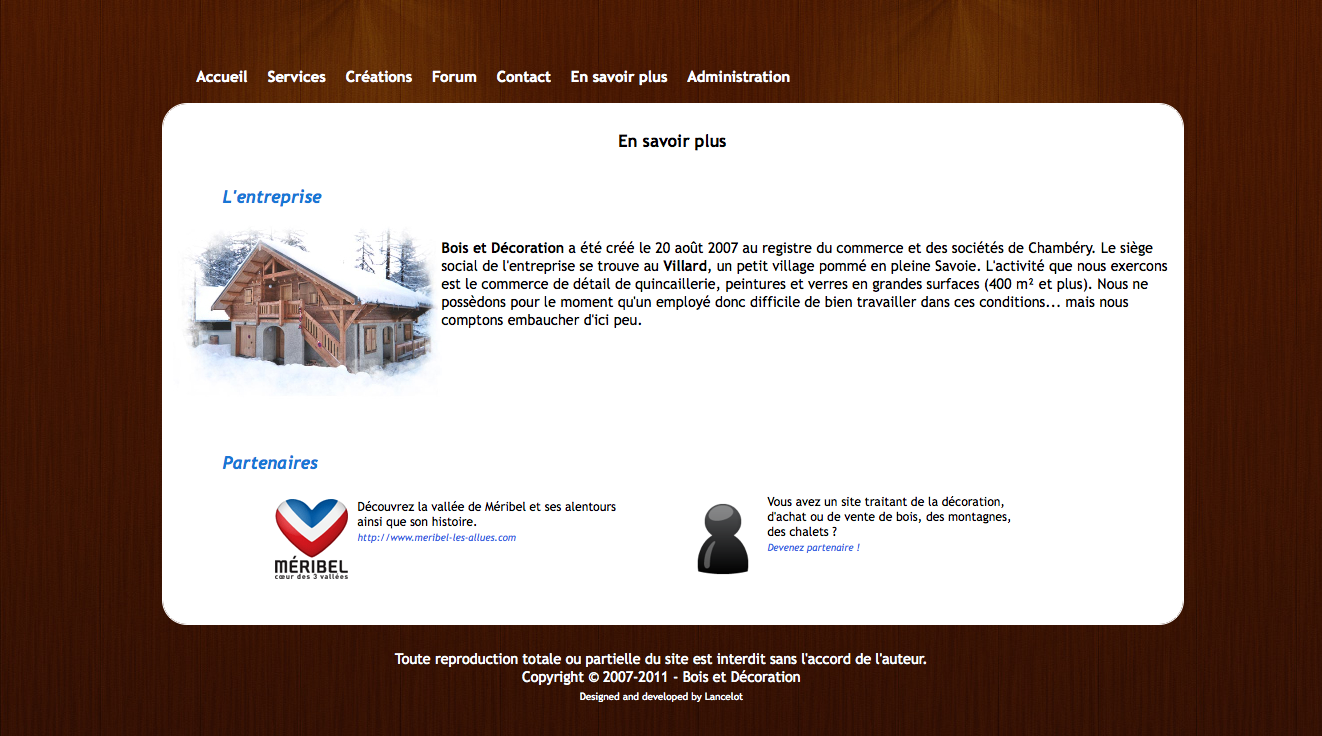 Accueil Services Créations Forum Contact En savoir plus Administration
En savoir plus
L'entreprise
Bois et Décoration a été créé le 20 août 2007 au registre du commerce et des sociétés de Chambéry. Le siège
social de l'entreprise se trouve au Villard, un petit village pommé en pleine Savoie. L'activité que nous exercons
est le commerce de détail de quincaillerie, peintures et verres en grandes surfaces (400 m² et plus). Nous ne
possèdons pour le moment qu'un employé donc difficile de bien travailler dans ces conditions... mais nous
comptons embaucher d'ici peu.
Partenaires
Découvrez la vallée de Méribel et ses alentours
ainsi que son histoire.
http://www.meribel-les-allues.com
MÉRIBEL
cœur des 3 vallées
Vous avez un site traitant de la décoration,
d'achat ou de vente de bois, des montagnes,
des chalets ?
Devenez partenaire !
Toute reproduction totale ou partielle du site est interdit sans l'accord de l'auteur.
Copyright © 2007-2011 - Bois et Décoration
Designed and developed by Lancelot